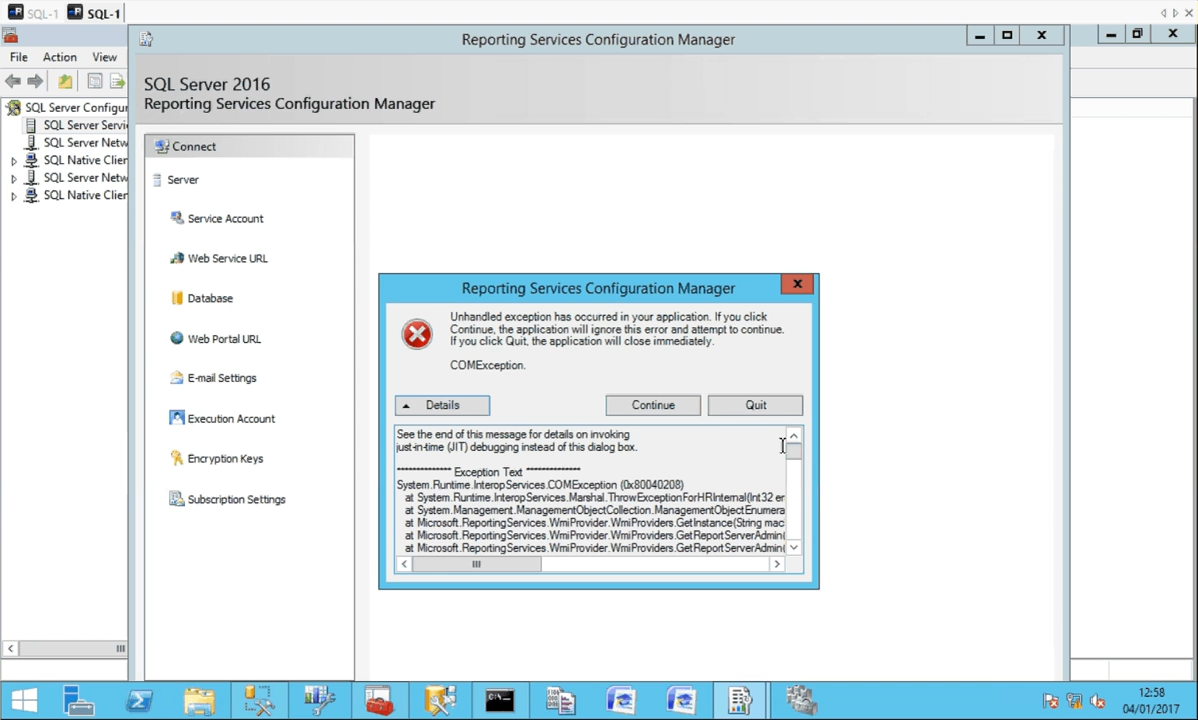 SQL-1 SQL-1
Reporting Services Configuration Manager
File Action View
SQL Server 2016
Reporting Services Configuration Manager
SQL Server Configur
SQL Server Servi
SQL Server Netw
SQL Native Clier
SQL Server Netw
SQL Native Clier
Connect
Server
Service Account
Web Service URL
Database
Web Portal URL
E-mail Settings
Execution Account
Encryption Keys
Subscription Settings
Reporting Services Configuration Manager
Unhandled exception has occurred in your application. If you click
Continue, the application will ignore this error and attempt to continue.
If you click Quit, the application will close immediately.
COMException.
Details Continue Quit
See the end of this message for details on invoking
just-in-time (JIT) debugging instead of this dialog box.
************** Exception Text **************
System.Runtime.InteropServices.COMException (0x80040208)
at System.Runtime.InteropServices.Marshal.ThrowExceptionForHRInternal(Int32 er
at System.Management.ManagementObjectCollection.ManagementObjectEnumera
at Microsoft.ReportingServices.WmiProvider.WmiProviders.GetInstance(String mac
at Microsoft.ReportingServices.WmiProvider.WmiProviders.GetReportServerAdmin(
at Microsoft.ReportingServices.WmiProvider.WmiProviders.GetReportServerAdmin(
12:58
04/01/2017